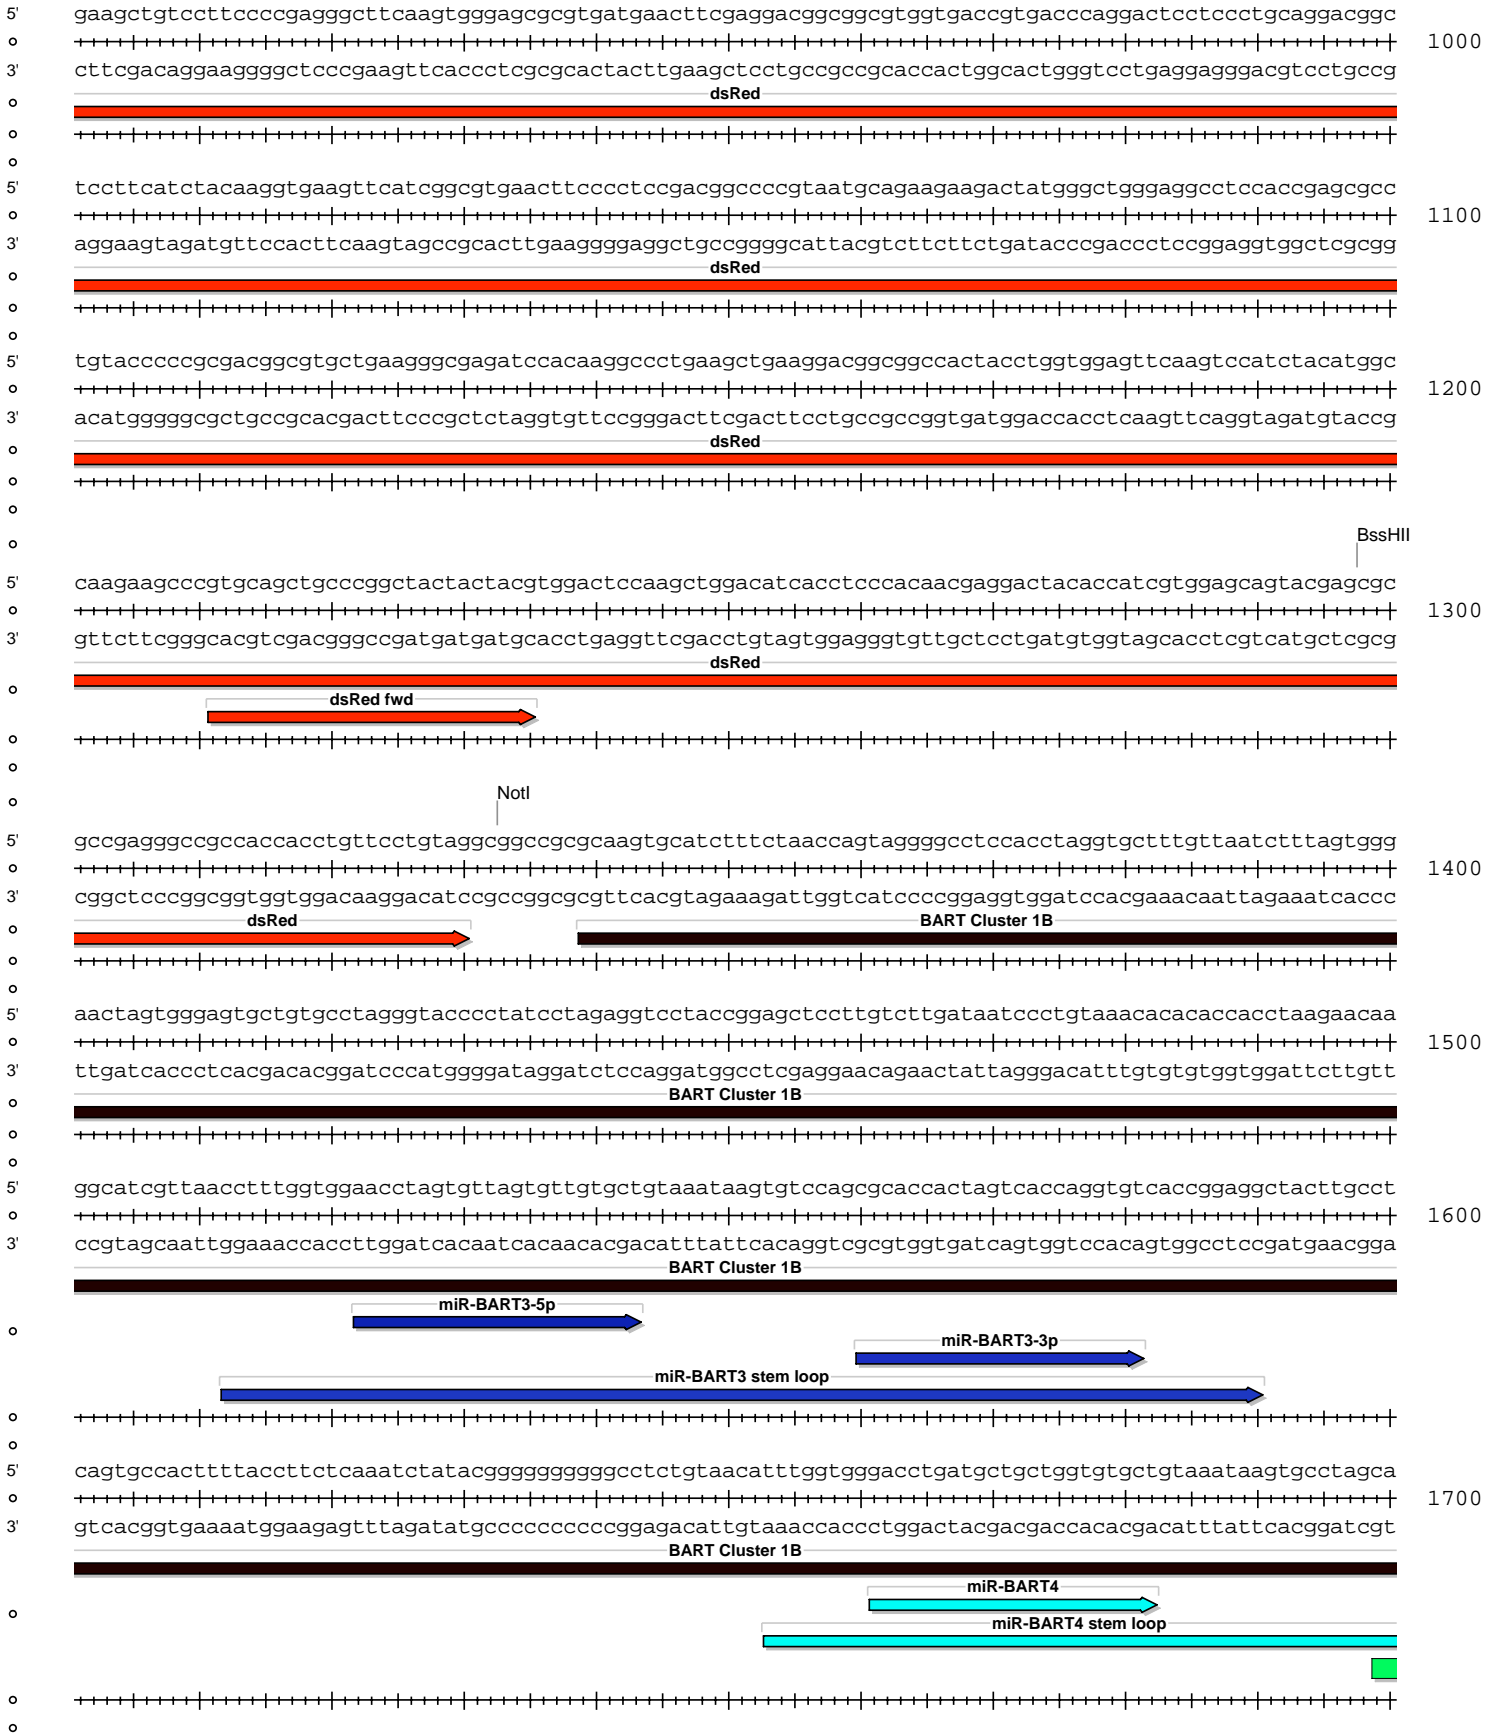 5' gaagctgtccttccccgagggcttcaagtgggagcgcgtgatgaacttcgaggacggcggcgtggtgaccgtgacccaggactcctccctgcaggacggc
1000
3' cttcgacaggaaggggctcccgaagttcaccctcgcgcactacttgaagctcctgccgccgcaccactggcactgggtcctgaggagggacgtcctgccg
dsRed
5' tccttcatctacaaggtgaagttcatcggcgtgaacttcccctccgacggccccgtaatgcagaagaagactatgggctgggaggcctccaccgagcgcc
1100
3' aggaagtagatgttccacttcaagtagccgcacttgaaggggaggctgccggggcattacgtcttcttctgatacccgaccctccggaggtggctcgcgg
dsRed
5' tgtacccccgcgacggcgtgctgaagggcgagatccacaaggccctgaagctgaaggacggcggccactacctggtggagttcaagtccatctacatggc
1200
3' acatgggggcgctgccgcacgacttcccgctctaggtgttccgggacttcgacttcctgccgccggtgatggaccacctcaagttcaggtagatgtaccg
dsRed
BssHII
5' caagaagcccgtgcagctgcccggctactactacgtggactccaagctggacatcacctcccacaacgaggactacaccatcgtggagcagtacgagcgc
1300
3' gttcttcgggcacgtcgacgggccgatgatgatgcacctgaggttcgacctgtagtggagggtgttgctcctgatgtggtagcacctcgtcatgctcgcg
dsRed
dsRed fwd
NotI
5' gccgagggccgccaccacctgttcctgtaggcggccgcgcaagtgcatctttctaaccagtaggggcctccacctaggtgctttgttaatctttagtggg
1400
3' cggctcccggcggtggtggacaaggacatccgccggcgcgttcacgtagaaagattggtcatccccggaggtggatccacgaaacaattagaaatcaccc
dsRed BART Cluster 1B
5' aactagtgggagtgctgtgcctagggtacccctatcctagaggtcctaccggagctccttgtcttgataatccctgtaaacacacaccacctaagaacaa
1500
3' ttgatcaccctcacgacacggatcccatggggataggatctccaggatggcctcgaggaacagaactattagggacatttgtgtgtggtggattcttgtt
BART Cluster 1B
5' ggcatcgttaacctttggtggaacctagtgttagtgttgtgctgtaaataagtgtccagcgcaccactagtcaccaggtgtcaccggaggctacttgcct
1600
3' ccgtagcaattggaaaccaccttggatcacaatcacaacacgacatttattcacaggtcgcgtggtgatcagtggtccacagtggcctccgatgaacgga
BART Cluster 1B
miR-BART3-5p
miR-BART3-3p
miR-BART3 stem loop
5' cagtgccacttttaccttctcaaatctatacgggggggggcctctgtaacatttggtgggacctgatgctgctggtgtgctgtaaataagtgcctagca
1700
3' gtcacggtgaaaatggaagagtttagatatgcccccccccggagacattgtaaaccaccctggactacgacgaccacacgacatttattcacggatcgt
BART Cluster 1B
miR-BART4
miR-BART4 stem loop